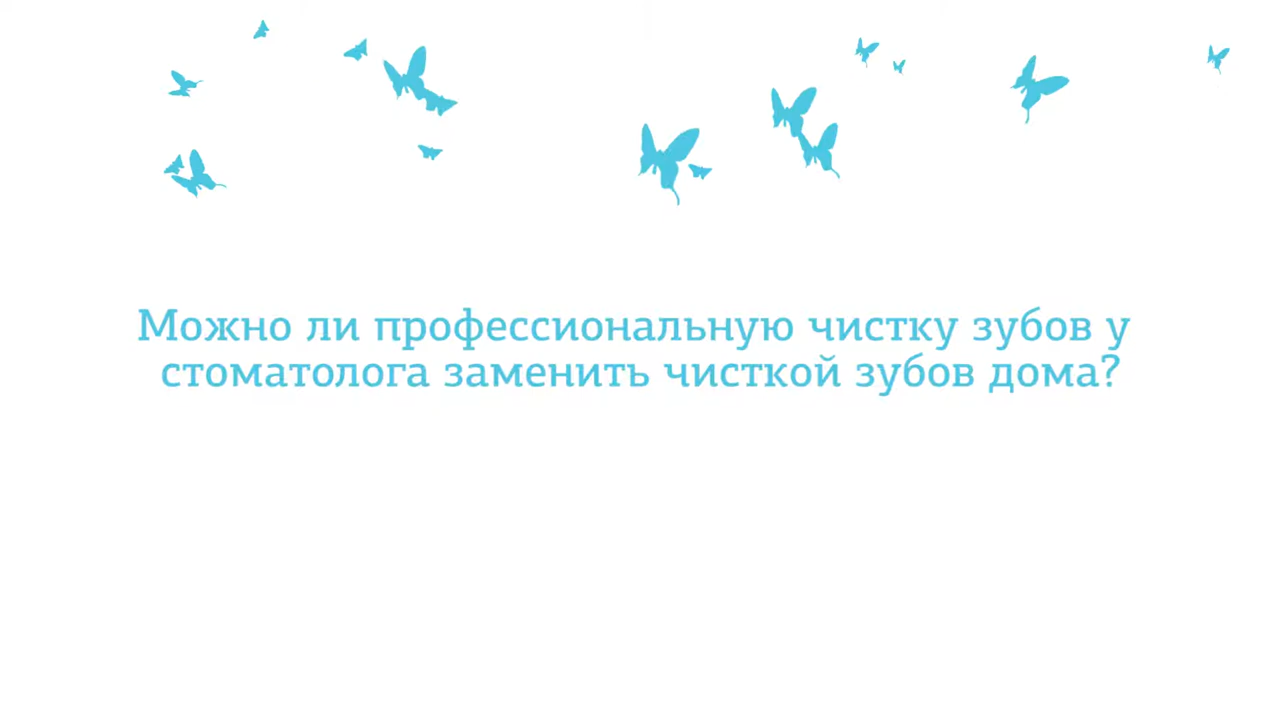 Можно ли профессиональную чистку зубов у
стоматолога заменить чисткой зубов дома?